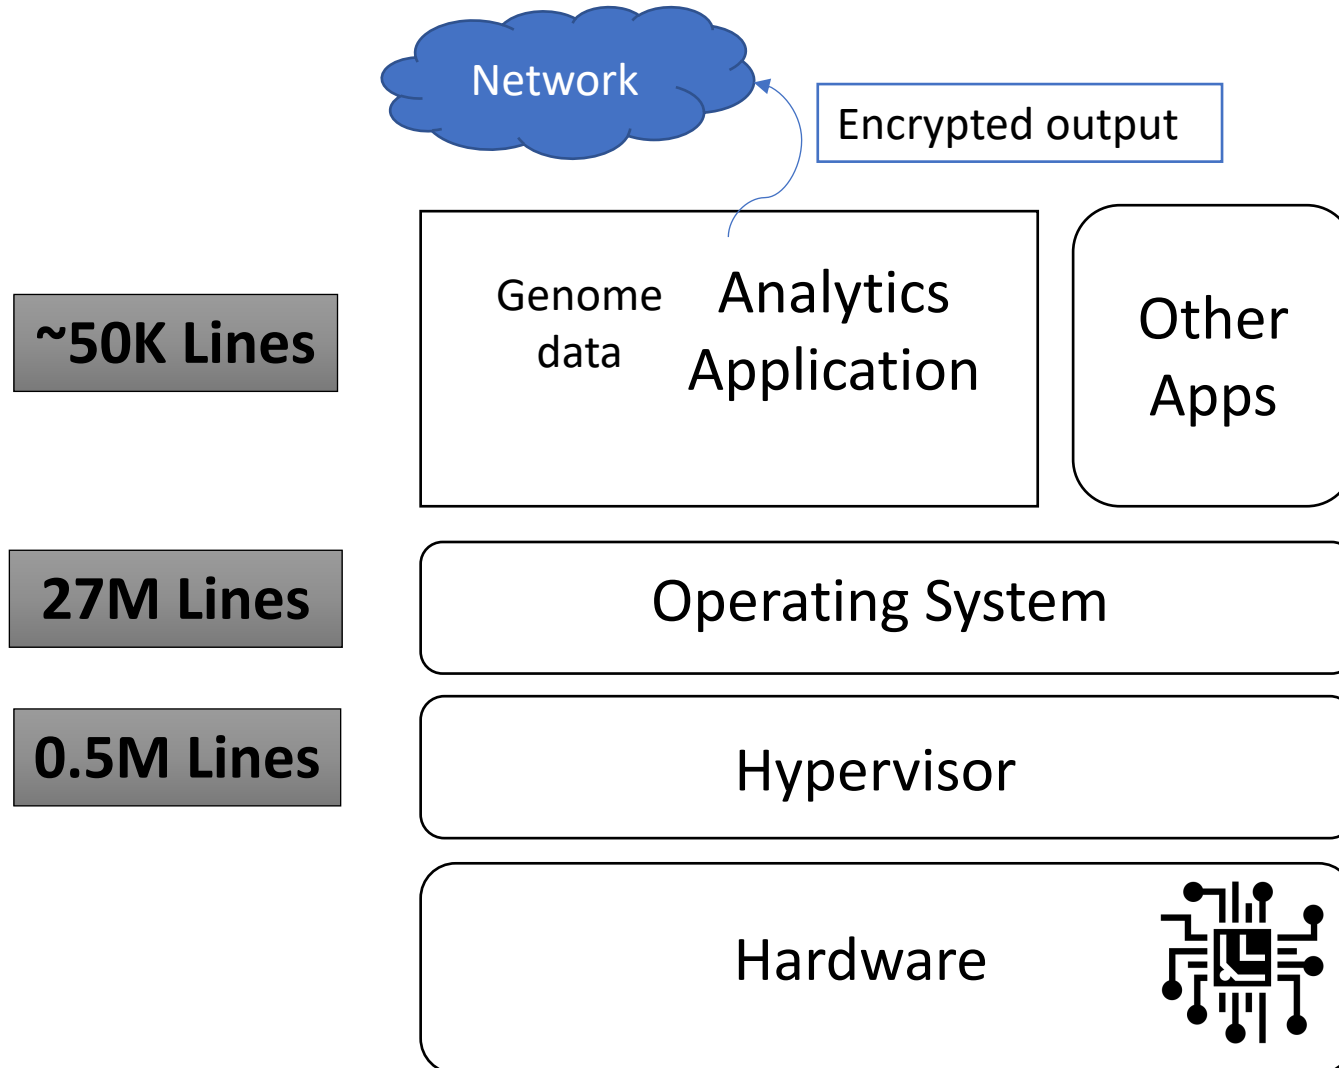 Network
Encrypted output
~50K Lines
Genome
data
Analytics
Application
Other
Apps
27M Lines
Operating System
0.5M Lines
Hypervisor
Hardware